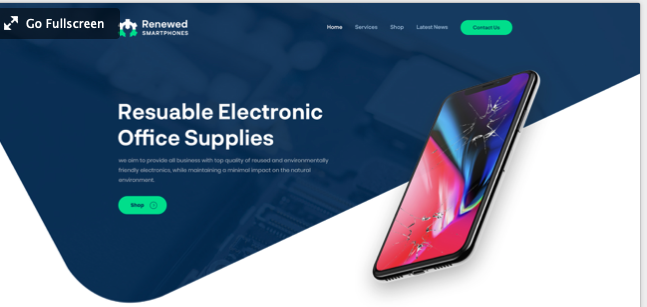 Go Fullscreen
Renewed
SMARTPHONES
Home
Services
Shop
Latest News
Contact Us
Resuable Electronic
Office Supplies
we aim to provide all business with top quality of reused and environmentally
friendly electronics, while maintaining a minimal impact on the natural
environment.
Shop